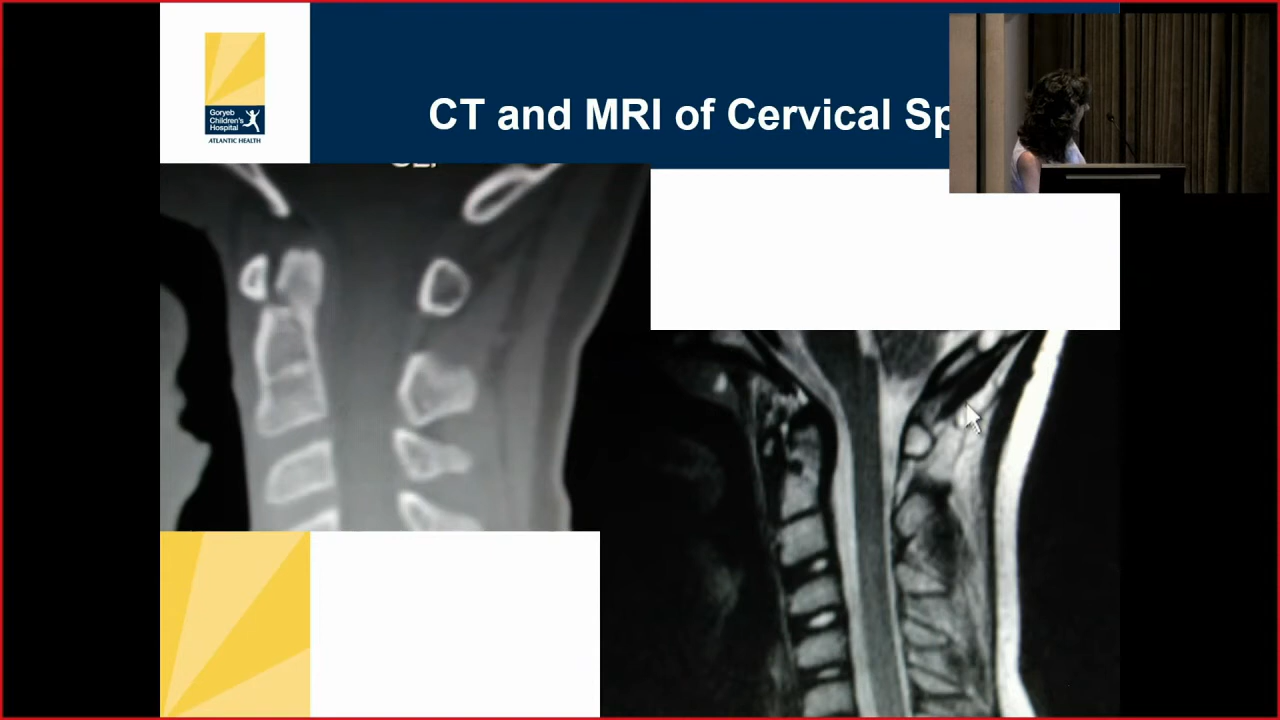 CT and MRI of Cervical Sp
Goryeb
Children's
Hospital
ATLANTIC HEALTH